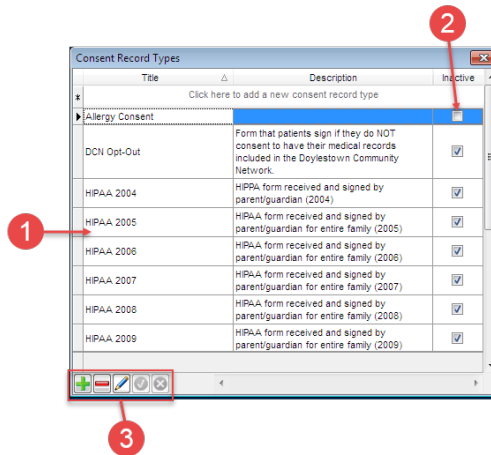 2
Consent Record Types
Title Description Inactive
Click here to add a new consent record type
Allergy Consent
DCN Opt-Out
Form that patients sign if they do NOT
consent to have their medical records
included in the Doylestown Community
Network.
HIPAA 2004
HIPPA form received and signed by
parent/guardian (2004)
1
HIPAA 2005
HIPAA form received and signed by
parent/guardian for entire family (2005)
HIPAA 2006
HIPAA form received and signed by
parent/guardian for entire family (2006)
HIPAA 2007
HIPAA form received and signed by
parent/guardian for entire family (2007)
HIPAA 2008
HIPAA form received and signed by
parent/guardian for entire family (2008)
HIPAA 2009
HIPAA form received and signed by
parent/guardian for entire family (2009)
3